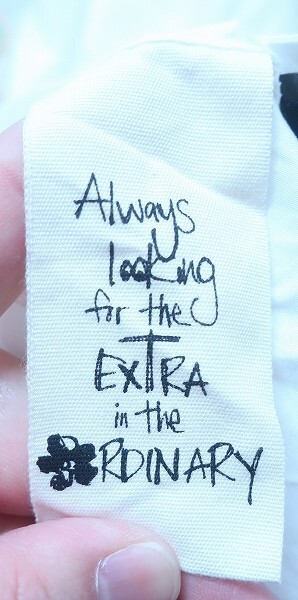 Always
looking
for the
EXTRA
in the
ORDINARY